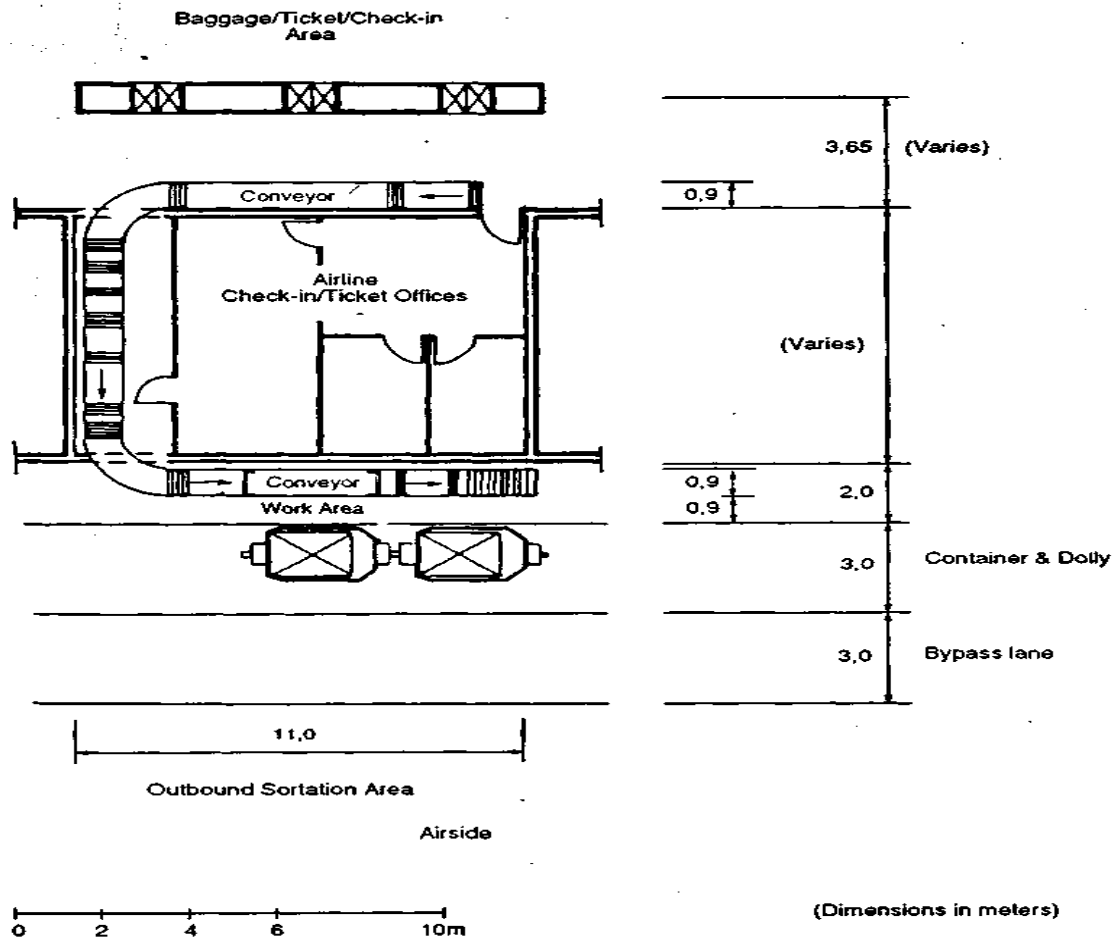 Baggage/Ticket/Check-in
Area
3,65 (Varies)
Conveyor
0,9
Airline
Check-in/Ticket Offices
(Varies)
Conveyor
0,9
2,0
Work Area
0,9
3,0
Container & Dolly
3,0
Bypass lane
11,0
Outbound Sortation Area
Airside
0 2 4 6 10m
(Dimensions in meters)